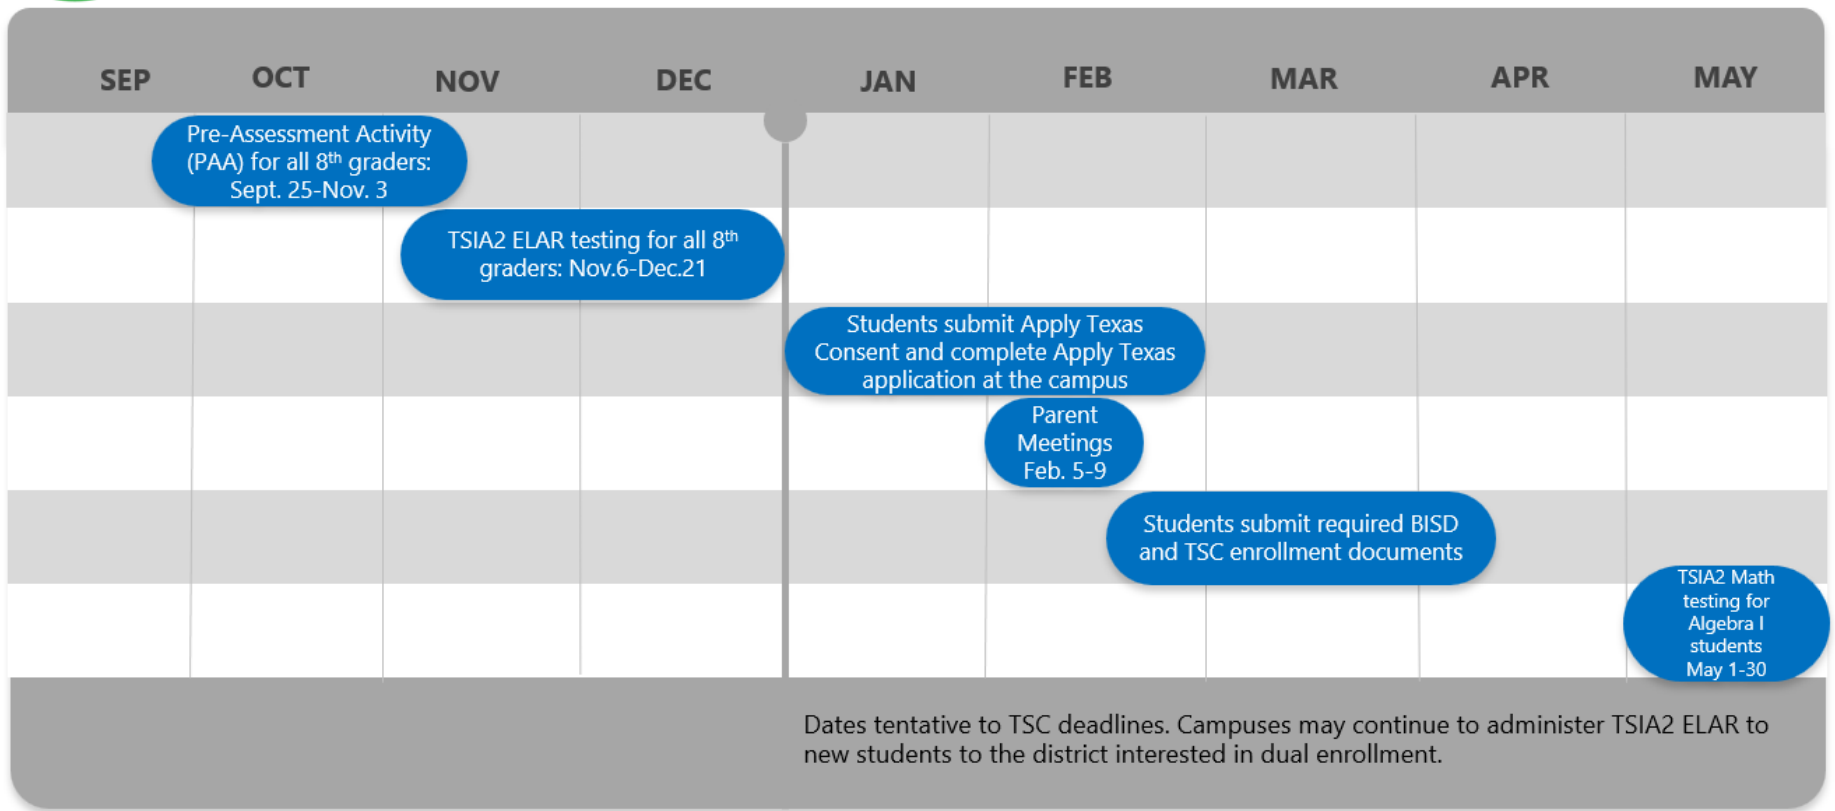 SEP OCT NOV DEC JAN FEB MAR APR MAY
Pre-Assessment Activity
(PAA) for all 8th graders:
Sept. 25-Nov. 3
TSIA2 ELAR testing for all 8th
graders: Nov.6-Dec.21
Students submit Apply Texas
Consent and complete Apply Texas
application at the campus
Parent
Meetings
Feb. 5-9
Students submit required BISD
and TSC enrollment documents
TSIA2 Math
testing for
Algebra I
students
May 1-30
Dates tentative to TSC deadlines. Campuses may continue to administer TSIA2 ELAR to
new students to the district interested in dual enrollment.